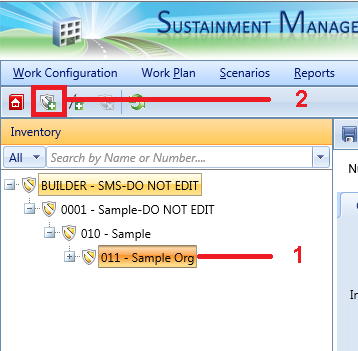 SUSTAINMENT MANAGE
Work Configuration Work Plan Scenarios Reports
2
Inventory
All Search by Name or Number....
BUILDER - SMS-DO NOT EDIT
0001 - Sample-DO NOT EDIT
010 - Sample
011 - Sample Org 1